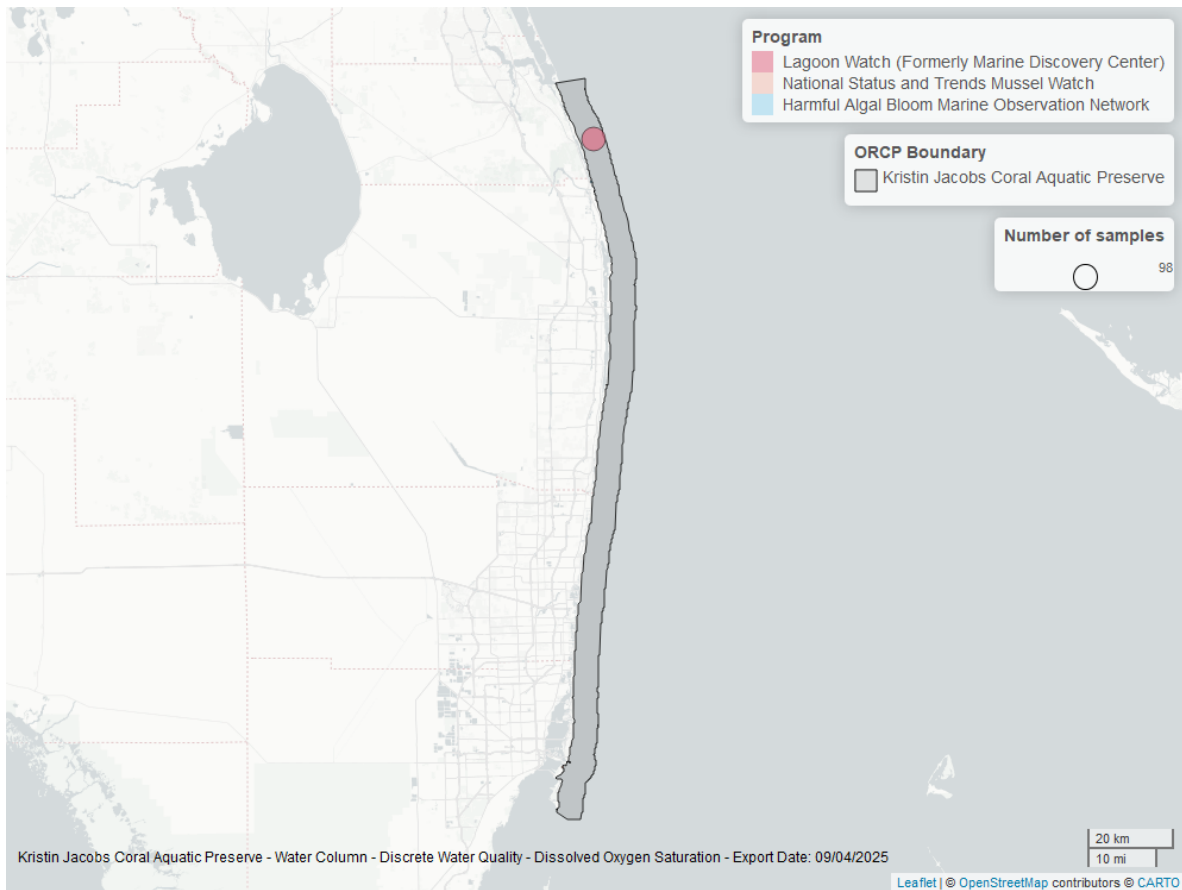 Program
Lagoon Watch (Formerly Marine Discovery Center)
National Status and Trends Mussel Watch
Harmful Algal Bloom Marine Observation Network
ORCP Boundary
Kristin Jacobs Coral Aquatic Preserve
Number of samples
98
20 km
10 mi
Kristin Jacobs Coral Aquatic Preserve - Water Column - Discrete Water Quality - Dissolved Oxygen Saturation - Export Date: 09/04/2025
Leaflet | © OpenStreetMap contributors © CARTO